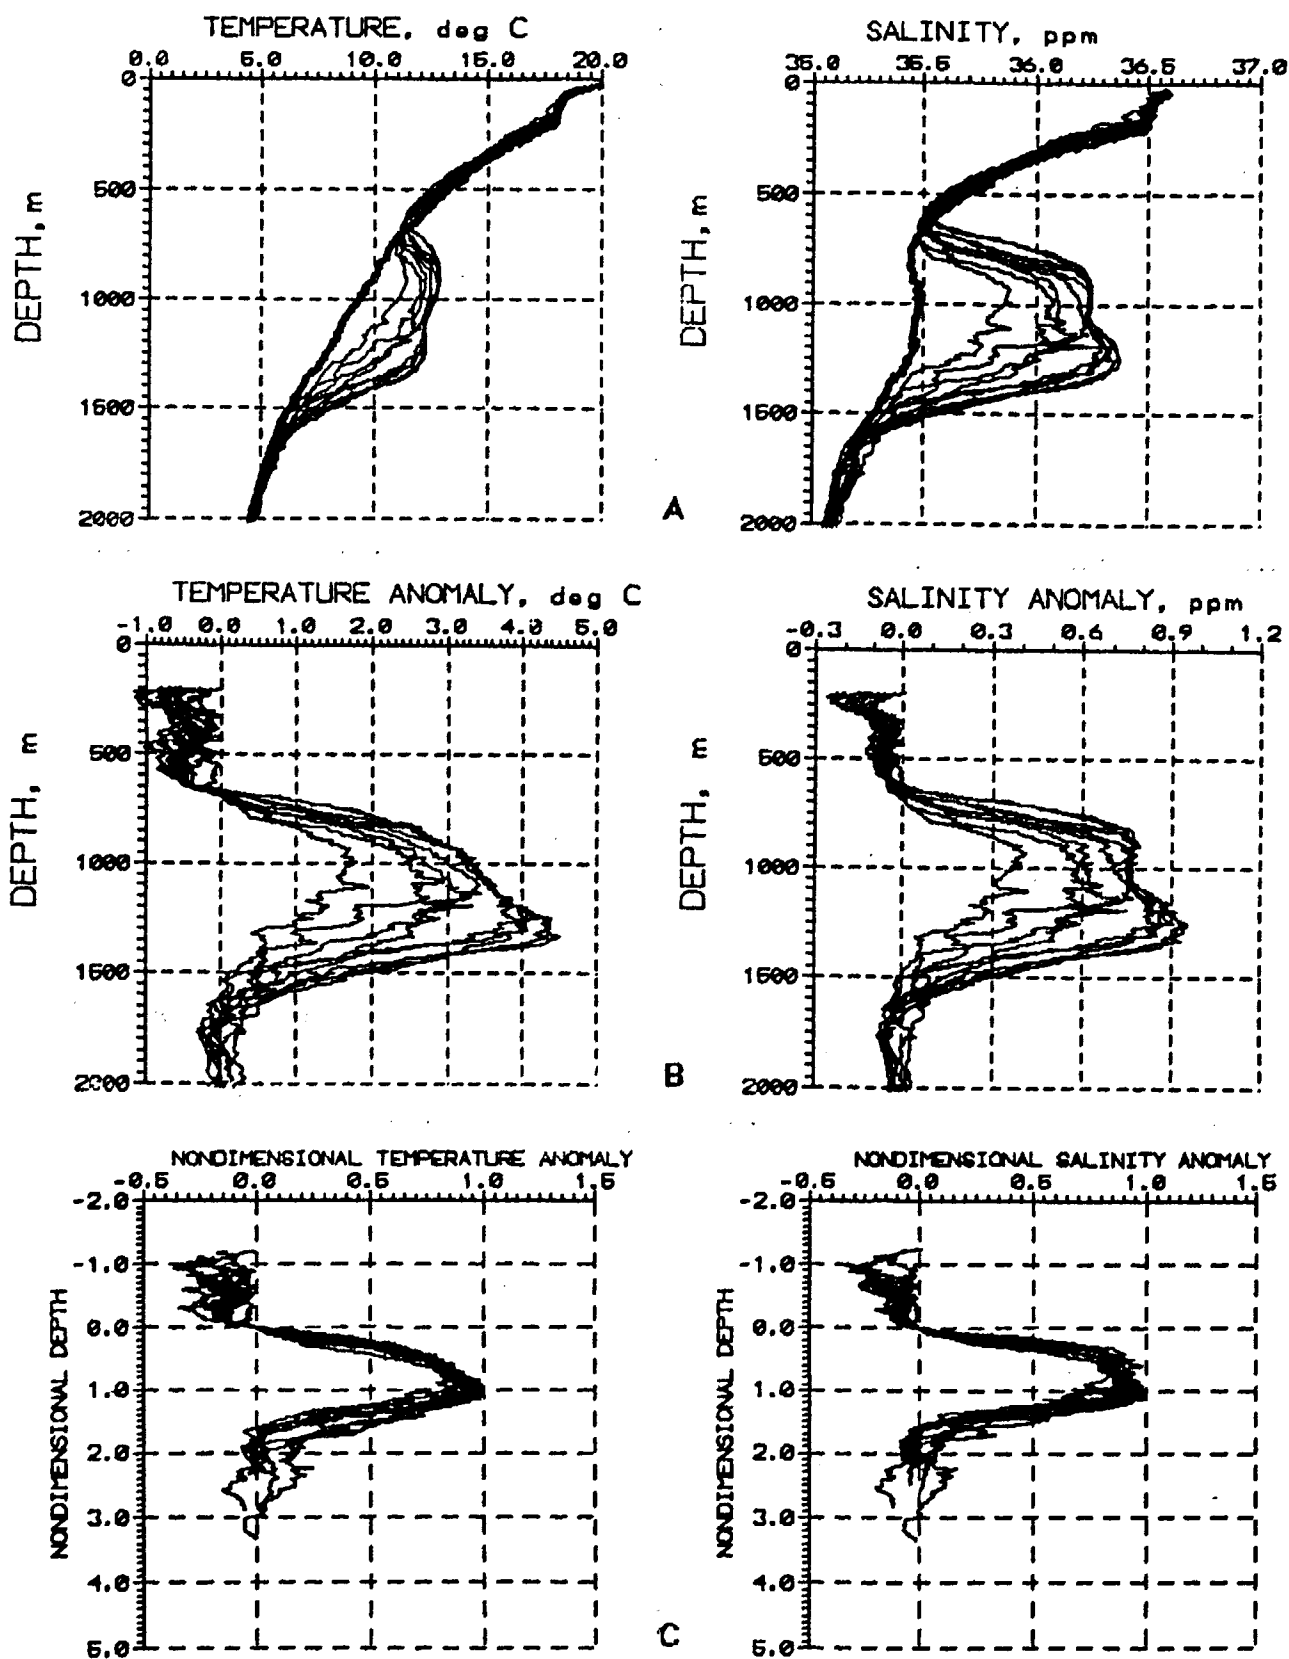 TEMPERATURE, deg C
0.0 5.0 10.0 15.0 20.0
0
500
1000
1500
2000
DEPTH, m
SALINITY, ppm
35.0 35.5 36.0 36.5 37.0
0
500
1000
1500
2000
DEPTH, m
A
TEMPERATURE ANOMALY, deg C
-1.0 0.0 1.0 2.0 3.0 4.0 5.0
0
500
1000
1500
2000
DEPTH, m
SALINITY ANOMALY, ppm
-0.3 0.0 0.3 0.6 0.9 1.2
0
500
1000
1500
2000
DEPTH, m
B
NONDIMENSIONAL TEMPERATURE ANOMALY
-0.5 0.0 0.5 1.0 1.5
-2.0
-1.0
0.0
1.0
2.0
3.0
4.0
5.0
NONDIMENSIONAL DEPTH
NONDIMENSIONAL SALINITY ANOMALY
-0.5 0.0 0.5 1.0 1.5
-2.0
-1.0
0.0
1.0
2.0
3.0
4.0
5.0
NONDIMENSIONAL DEPTH
C